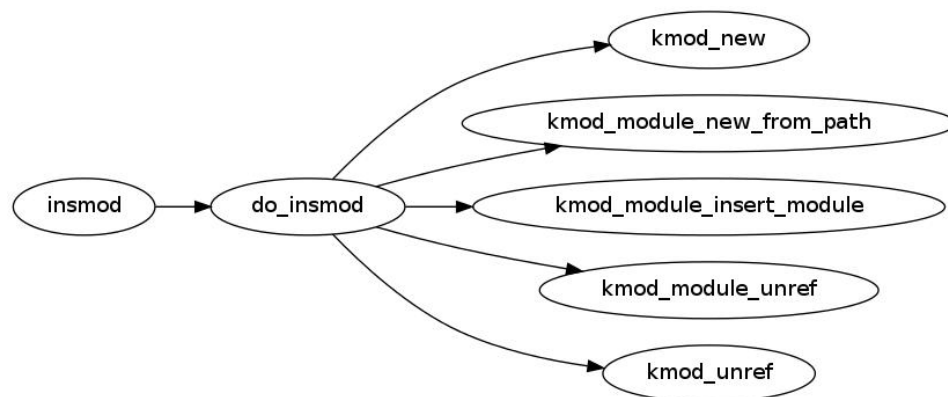 kmod_new
kmod_module_new_from_path
insmod
do_insmod
kmod_module_insert_module
kmod_module_unref
kmod_unref